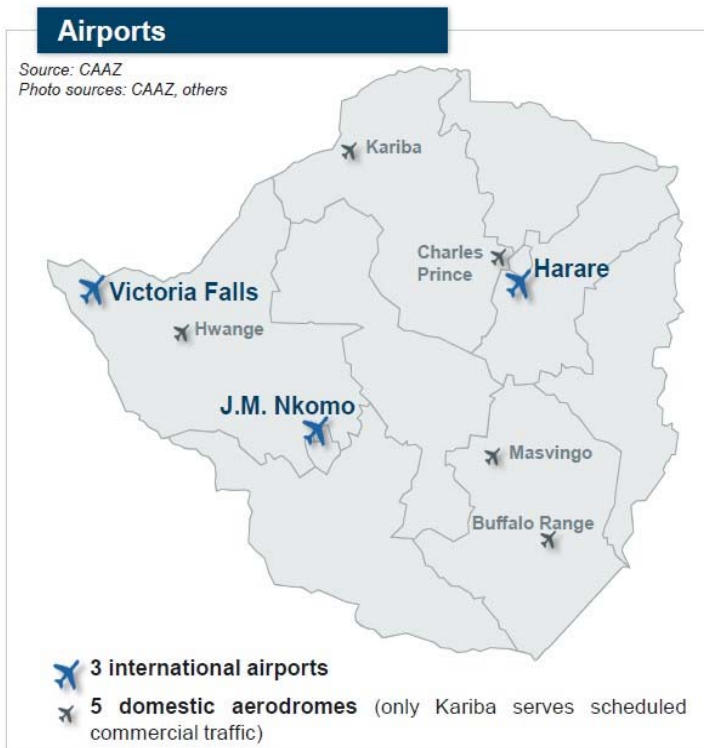 Airports
Source: CAAZ
Photo sources: CAAZ, others
Kariba
Charles
Prince
Harare
Victoria Falls
Hwange
J.M. Nkomo
Masvingo
Buffalo Range
3 international airports
5 domestic aerodromes (only Kariba serves scheduled
commercial traffic)